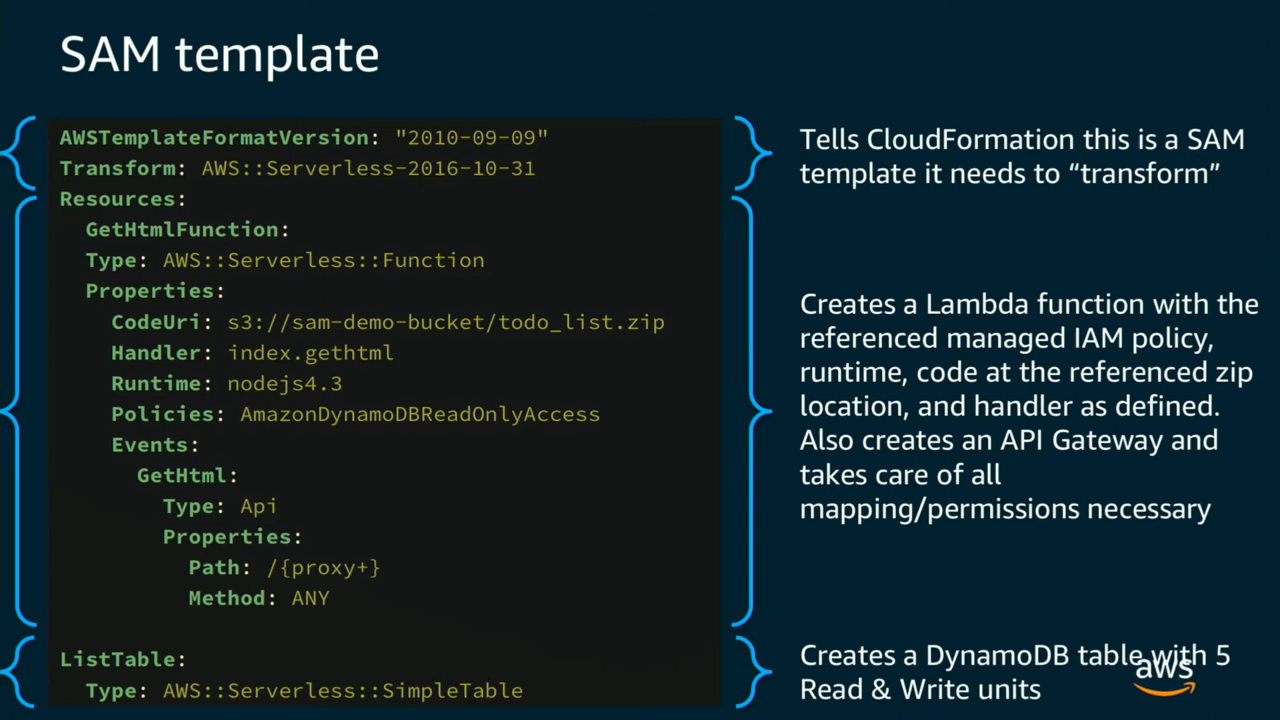 SAM template
AWSTemplateFormatVersion: "2010-09-09"
Transform: AWS::Serverless-2016-10-31
Resources:
  GetHtmlFunction:
  Type: AWS::Serverless::Function
  Properties:
    CodeUri: s3://sam-demo-bucket/todo_list.zip
    Handler: index.gethtml
    Runtime: nodejs4.3
    Policies: AmazonDynamoDBReadOnlyAccess
    Events:
      GetHtml:
        Type: Api
        Properties:
          Path: /{proxy+}
          Method: ANY
ListTable:
  Type: AWS::Serverless::SimpleTable
Tells CloudFormation this is a SAM
template it needs to “transform”
Creates a Lambda function with the
referenced managed IAM policy,
runtime, code at the referenced zip
location, and handler as defined.
Also creates an API Gateway and
takes care of all
mapping/permissions necessary
Creates a DynamoDB table with 5
Read & Write units
aws